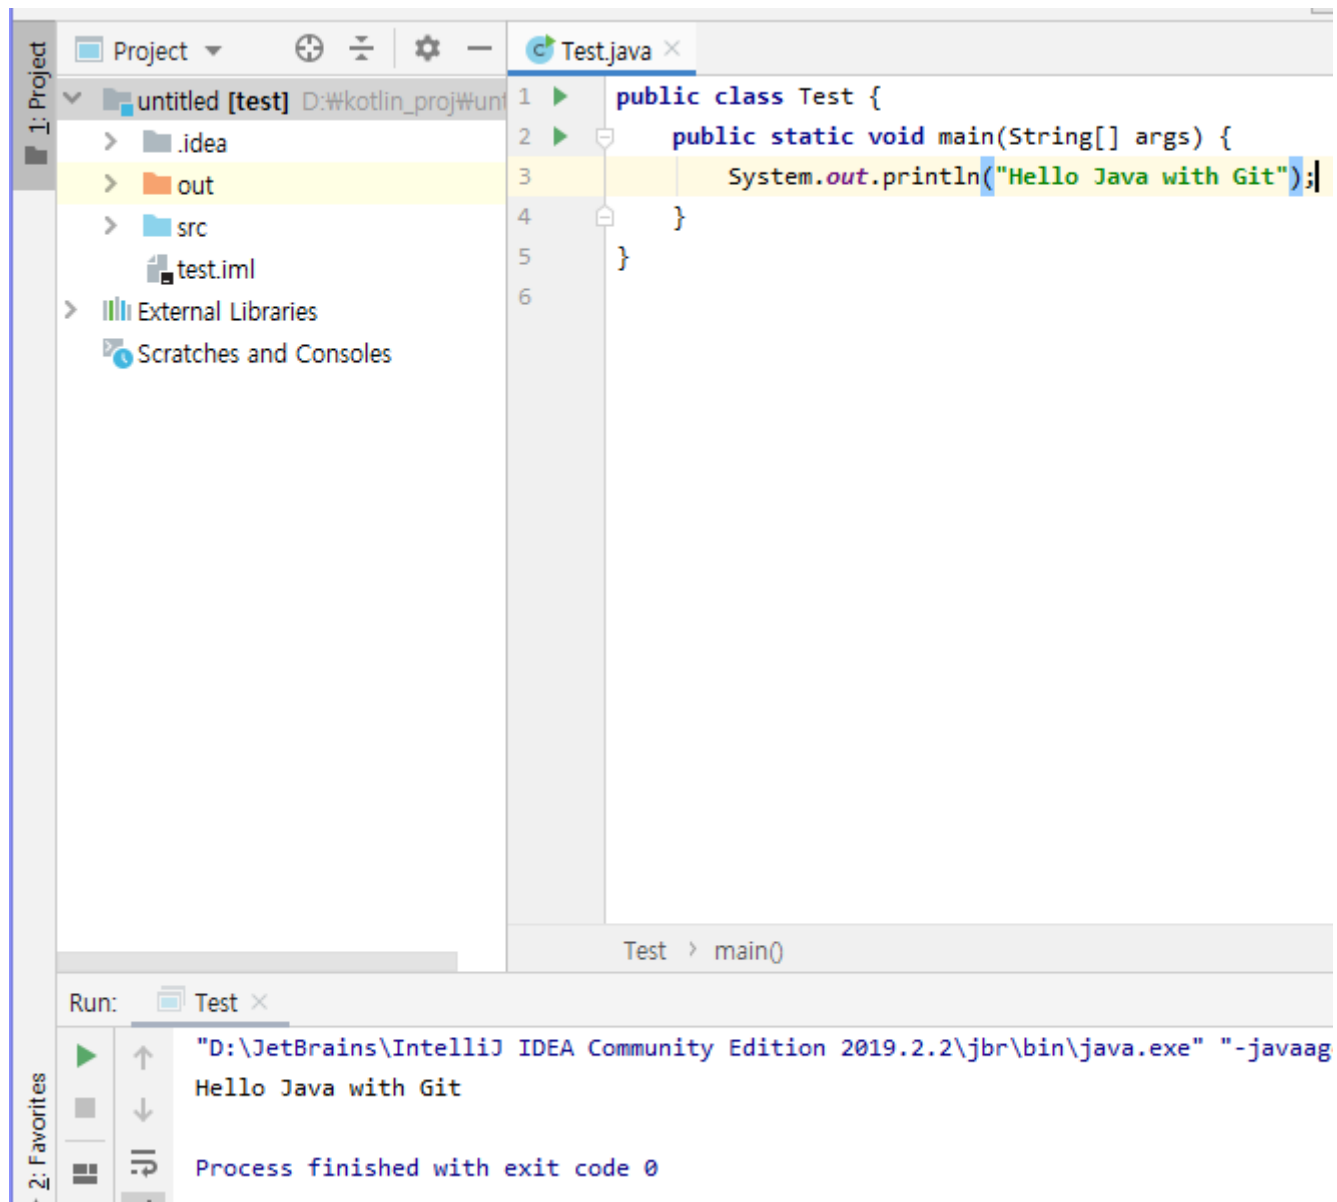 1: Project
Project
untitled [test] D:₩kotlin_proj₩unt
.idea
out
src
test.iml
External Libraries
Scratches and Consoles
Test.java
1 public class Test {
2 public static void main(String[] args) {
3 System.out.println("Hello Java with Git");
4 }
5 }
6
Test > main()
Run: Test
"D:\JetBrains\IntelliJ IDEA Community Edition 2019.2.2\jbr\bin\java.exe" "-javaag
Hello Java with Git
Process finished with exit code 0
2: Favorites